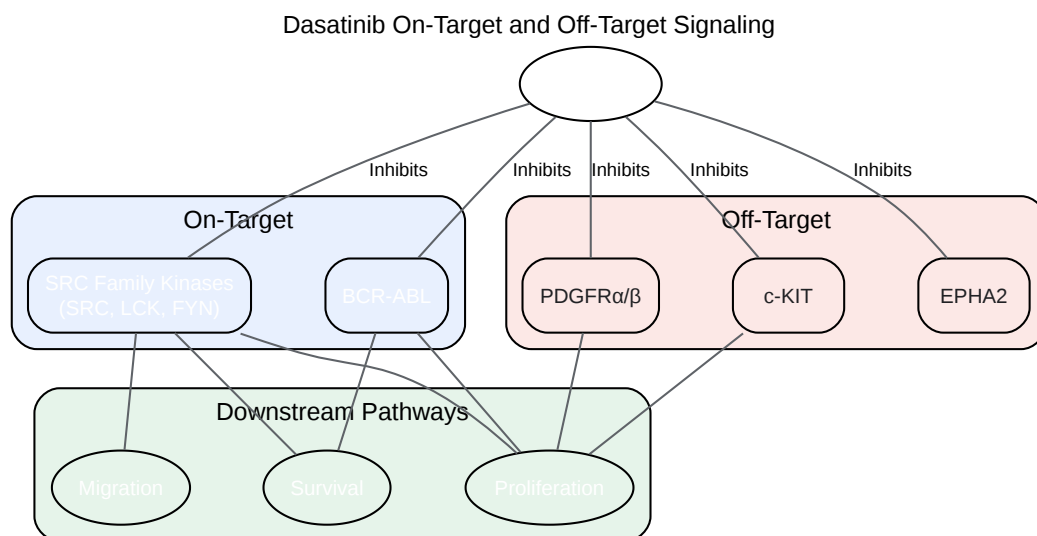 Dasatinib On-Target and Off-Target Signaling
Inhibits
Inhibits
Inhibits
Inhibits
Inhibits
On-Target
Off-Target
SRC Family Kinases
(SRC, LCK, FYN)
BCR-ABL
PDGFRα/β
c-KIT
EPHA2
Downstream Pathways
Migration
Survival
Proliferation